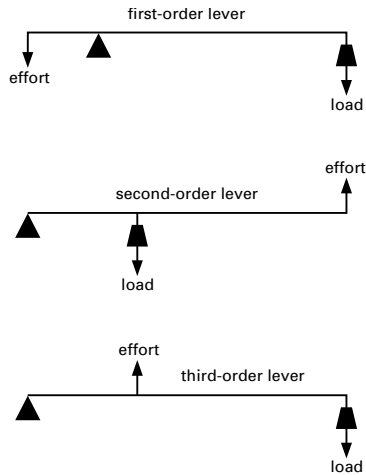 first-order lever
effort
load
effort
second-order lever
load
effort
third-order lever
load